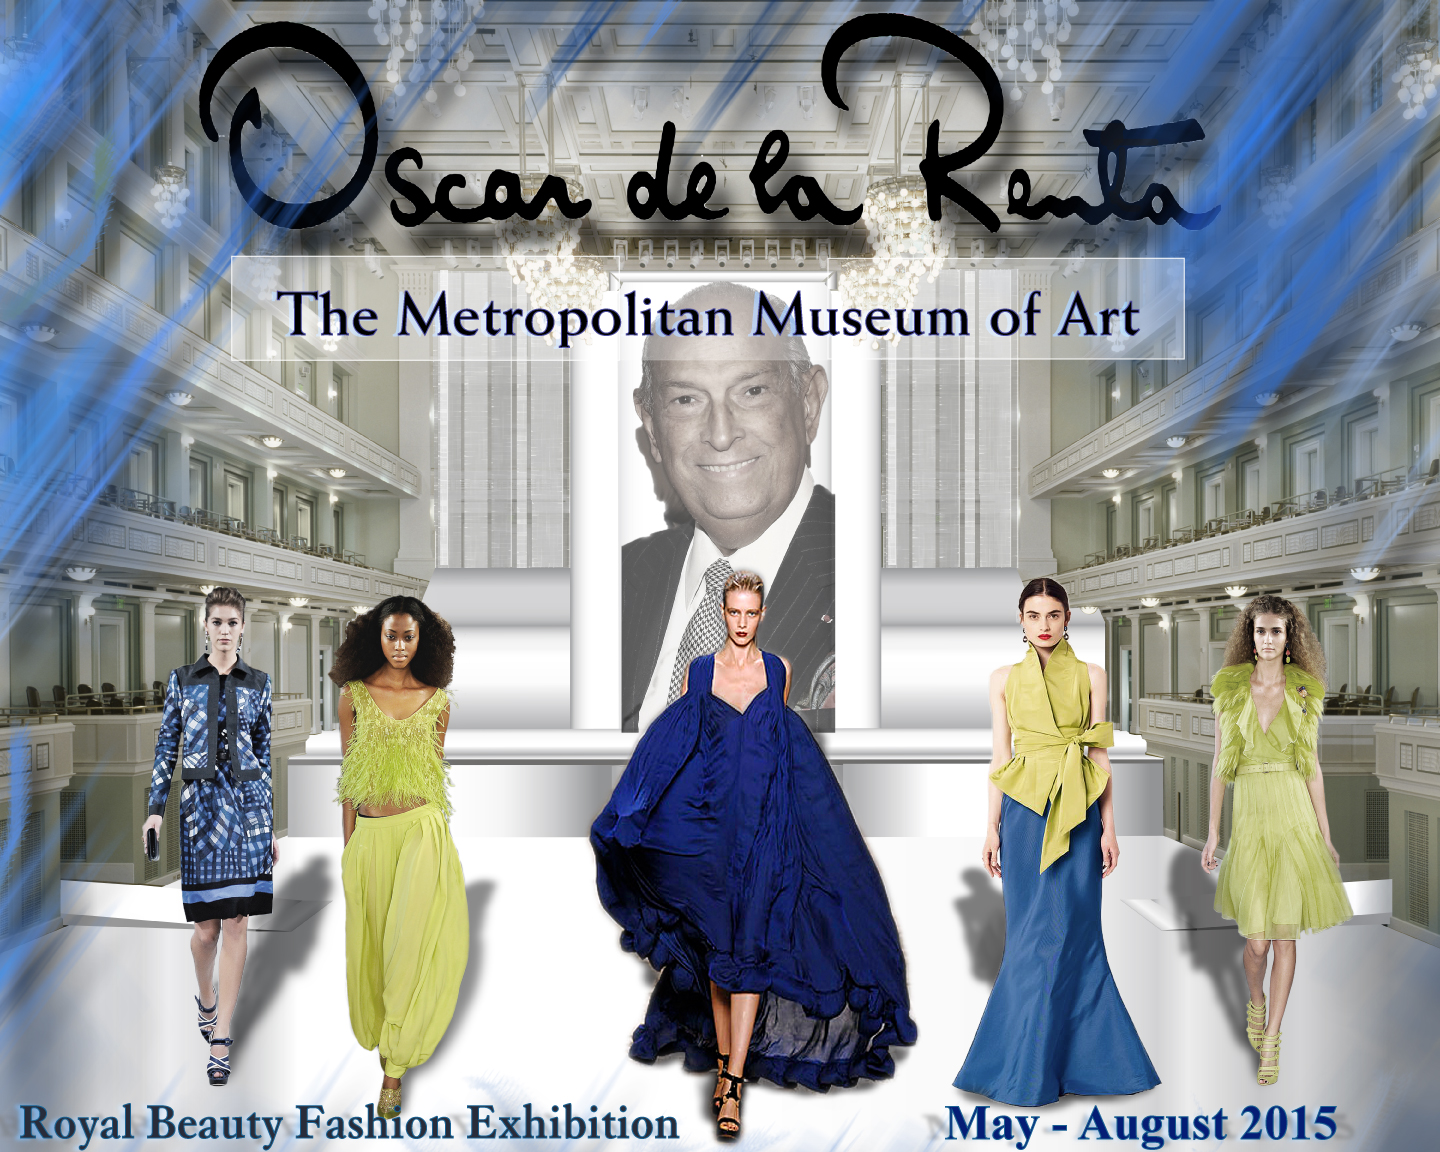 Oscar de la Renta
The Metropolitan Museum of Art
Royal Beauty Fashion Exhibition
May - August 2015